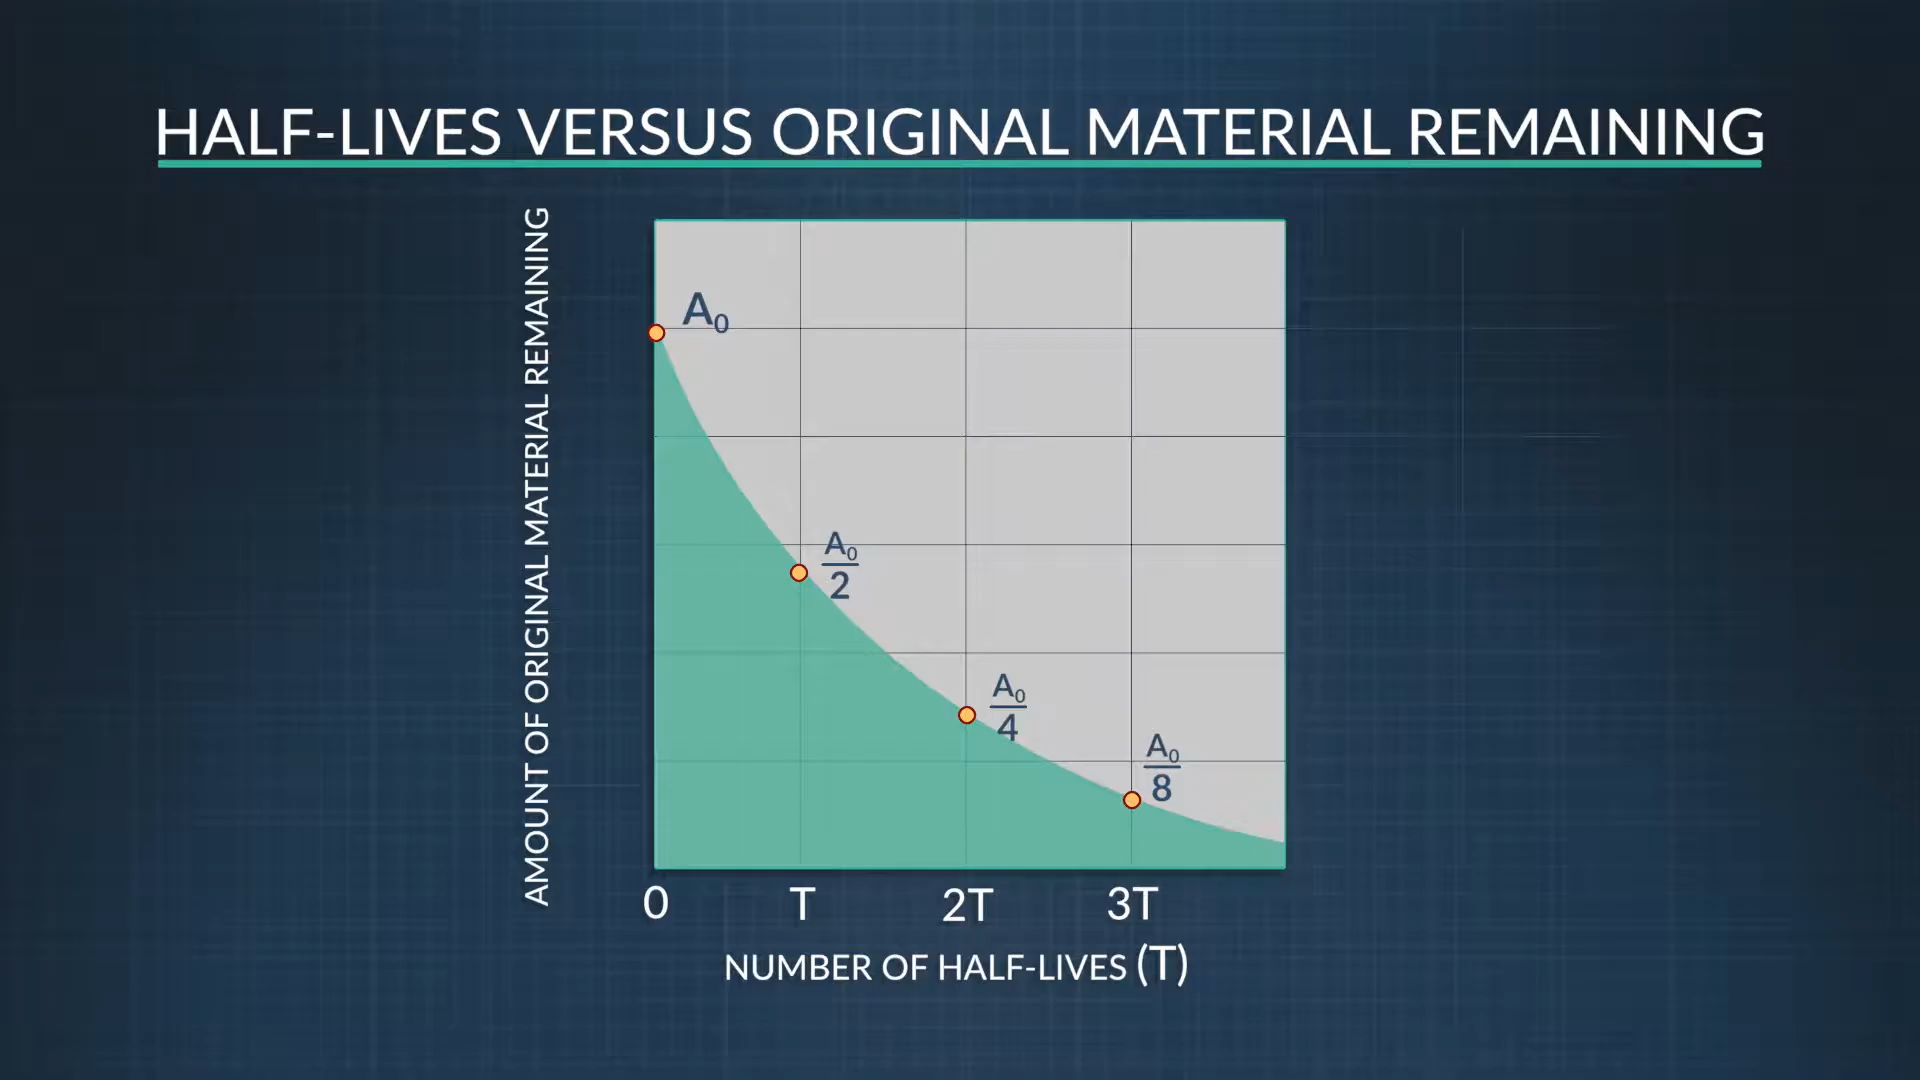 HALF-LIVES VERSUS ORIGINAL MATERIAL REMAINING
AMOUNT OF ORIGINAL MATERIAL REMAINING
A₀
A₀
2
A₀
4
A₀
8
0 T 2T 3T
NUMBER OF HALF-LIVES (T)